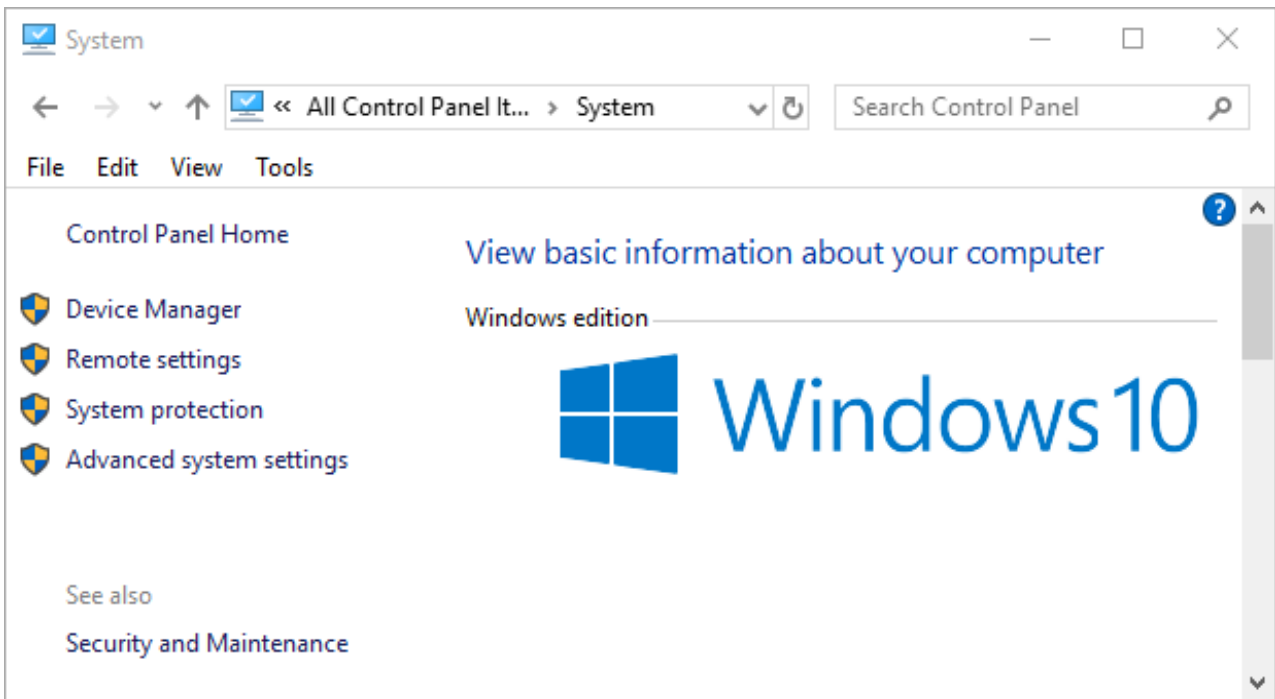 System
« All Control Panel It... › System
Search Control Panel
File Edit View Tools
Control Panel Home
Device Manager
Remote settings
System protection
Advanced system settings
See also
Security and Maintenance
?
View basic information about your computer
Windows edition
Windows 10